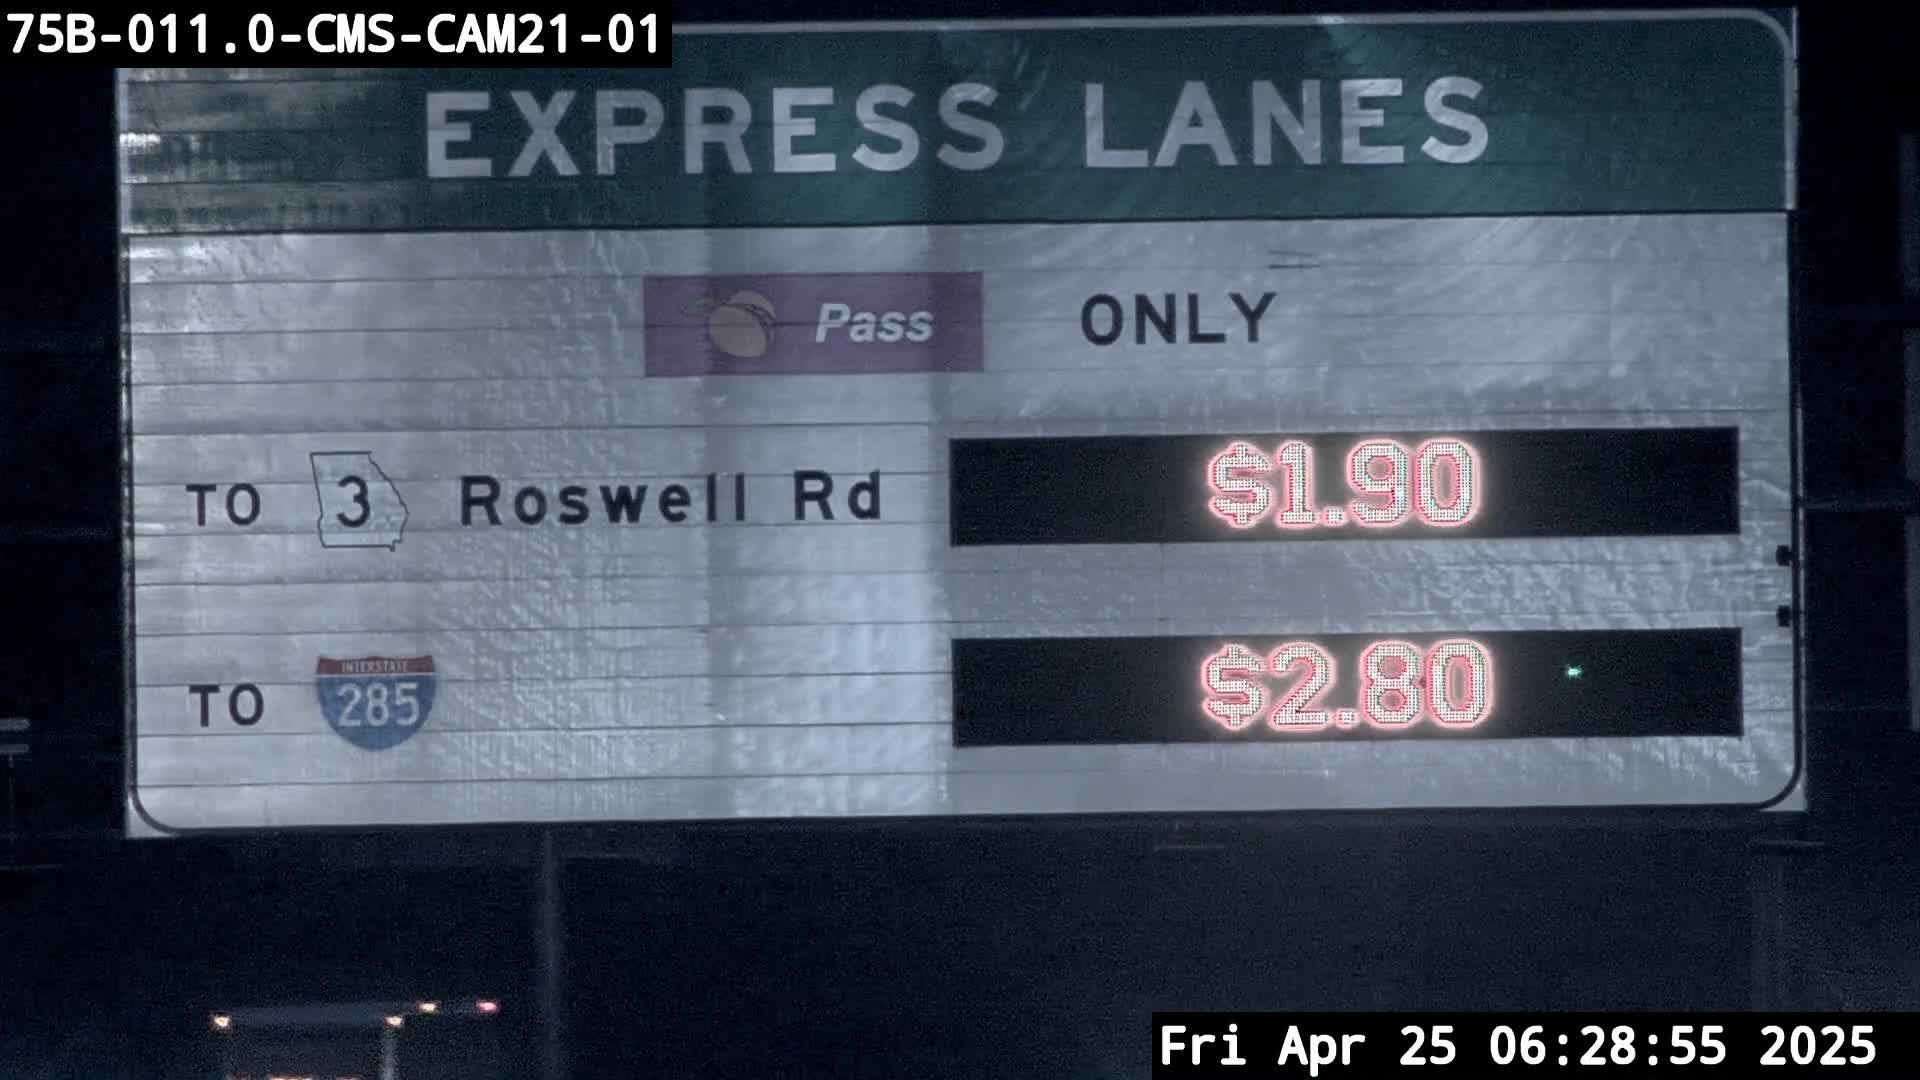 75B-011.0-CMS-CAM21-01
EXPRESS LANES
Pass ONLY
TO 3 Roswell Rd $1.90
INTERSTATE
TO 285 $2.80
Fri Apr 25 06:28:55 2025